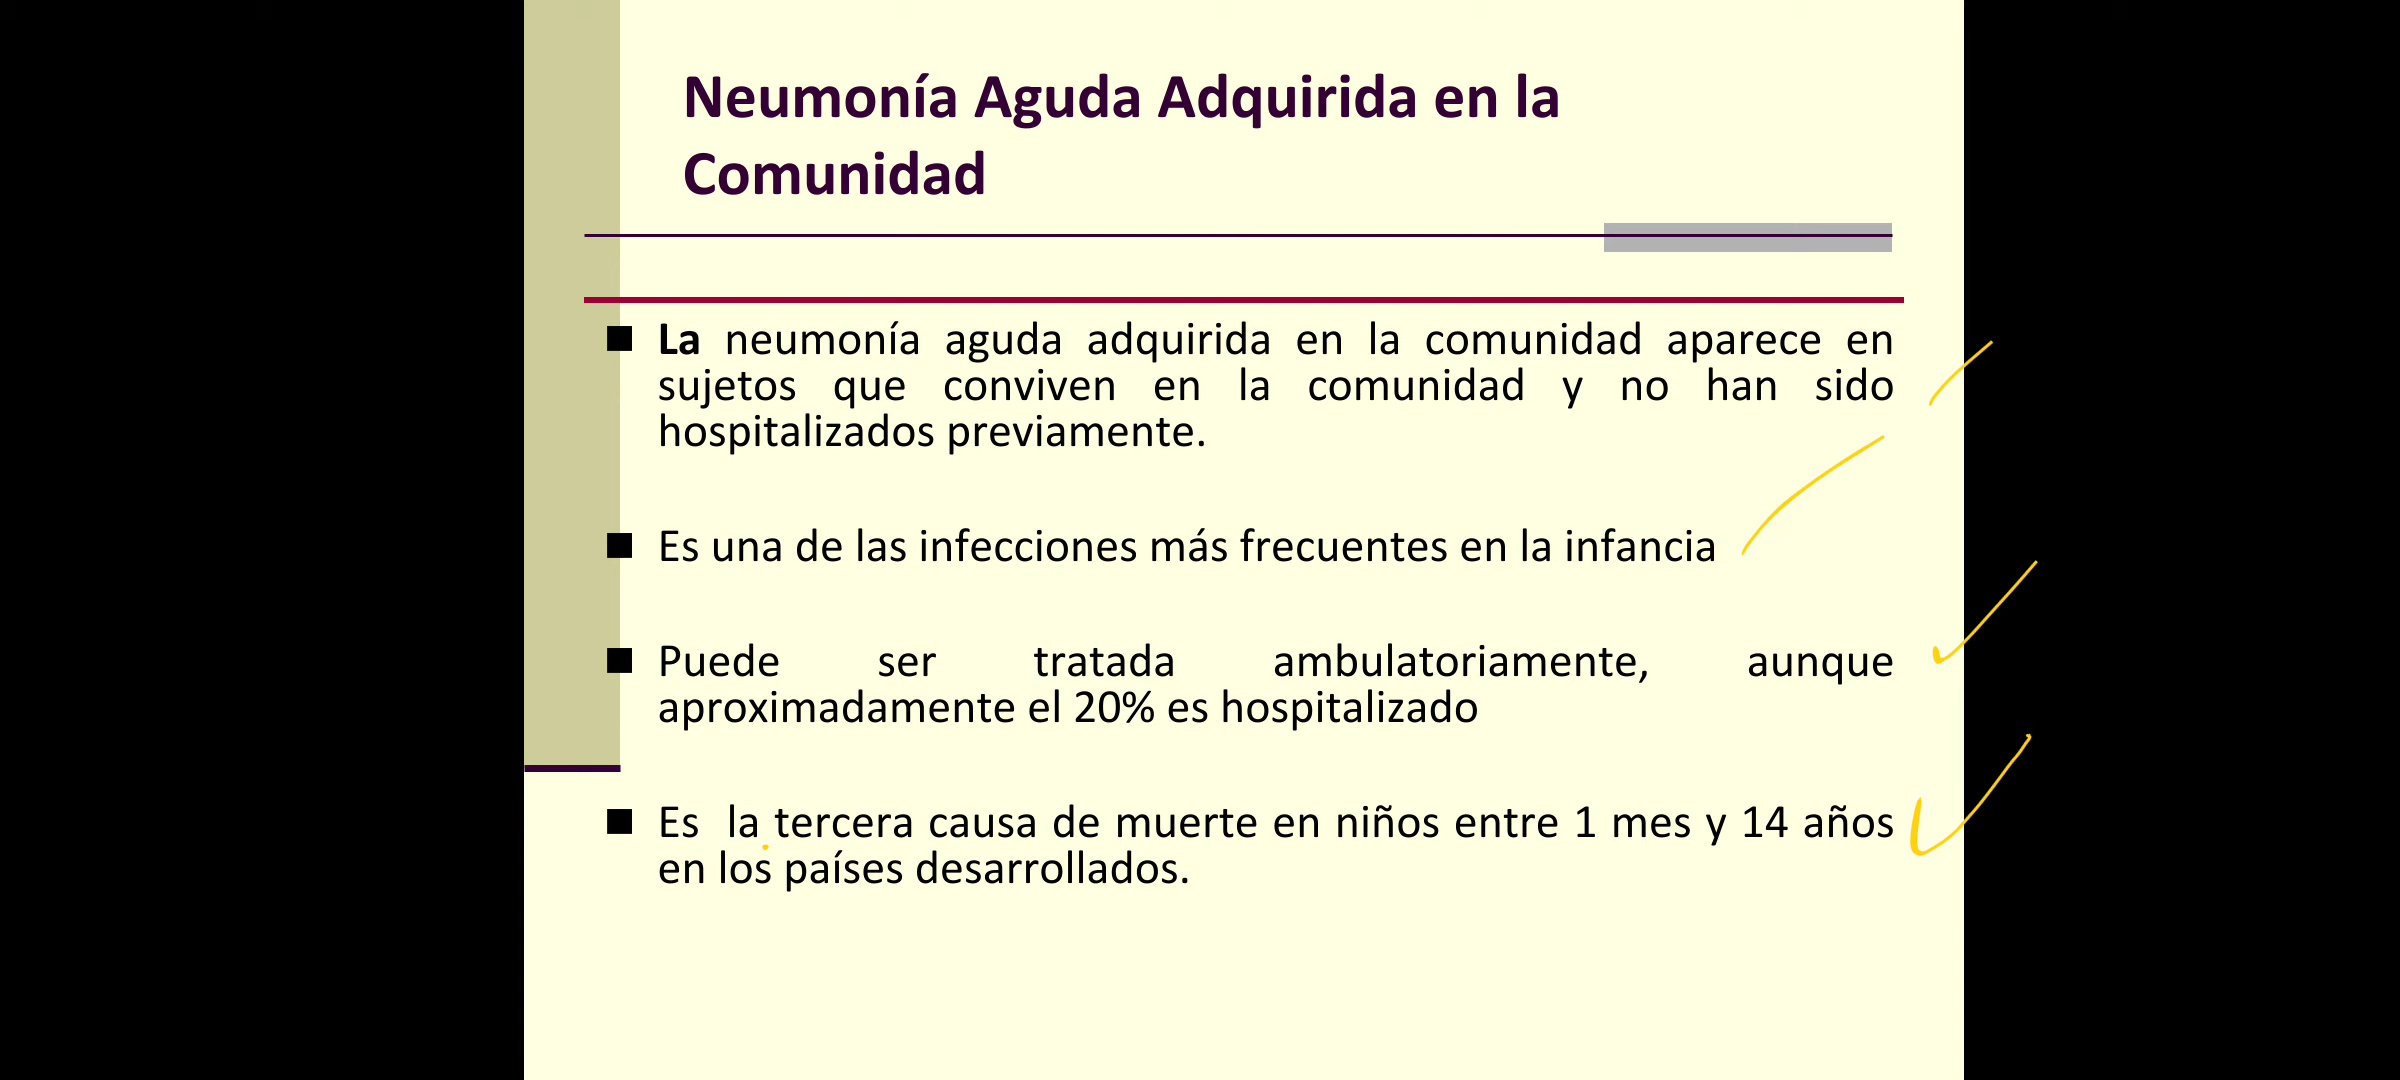 Neumonía Aguda Adquirida en la
Comunidad
La neumonía aguda adquirida en la comunidad aparece en
sujetos que conviven en la comunidad y no han sido
hospitalizados previamente.
Es una de las infecciones más frecuentes en la infancia
Puede ser tratada ambulatoriamente, aunque
aproximadamente el 20% es hospitalizado
Es la tercera causa de muerte en niños entre 1 mes y 14 años
en los países desarrollados.